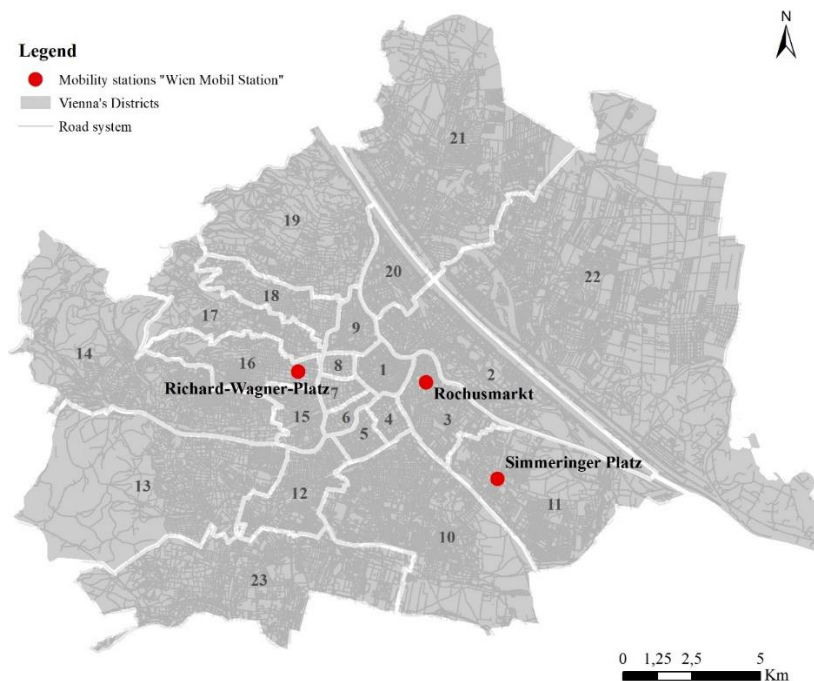 N
Legend
Mobility stations "Wien Mobil Station"
Vienna's Districts
Road system
21
19
20
22
18
17
9
14
16
8
1
2
Richard-Wagner-Platz
7
Rochusmarkt
15
6
4
3
5
Simmeringer Platz
13
12
11
10
23
0 1,25 2,5 5
Km